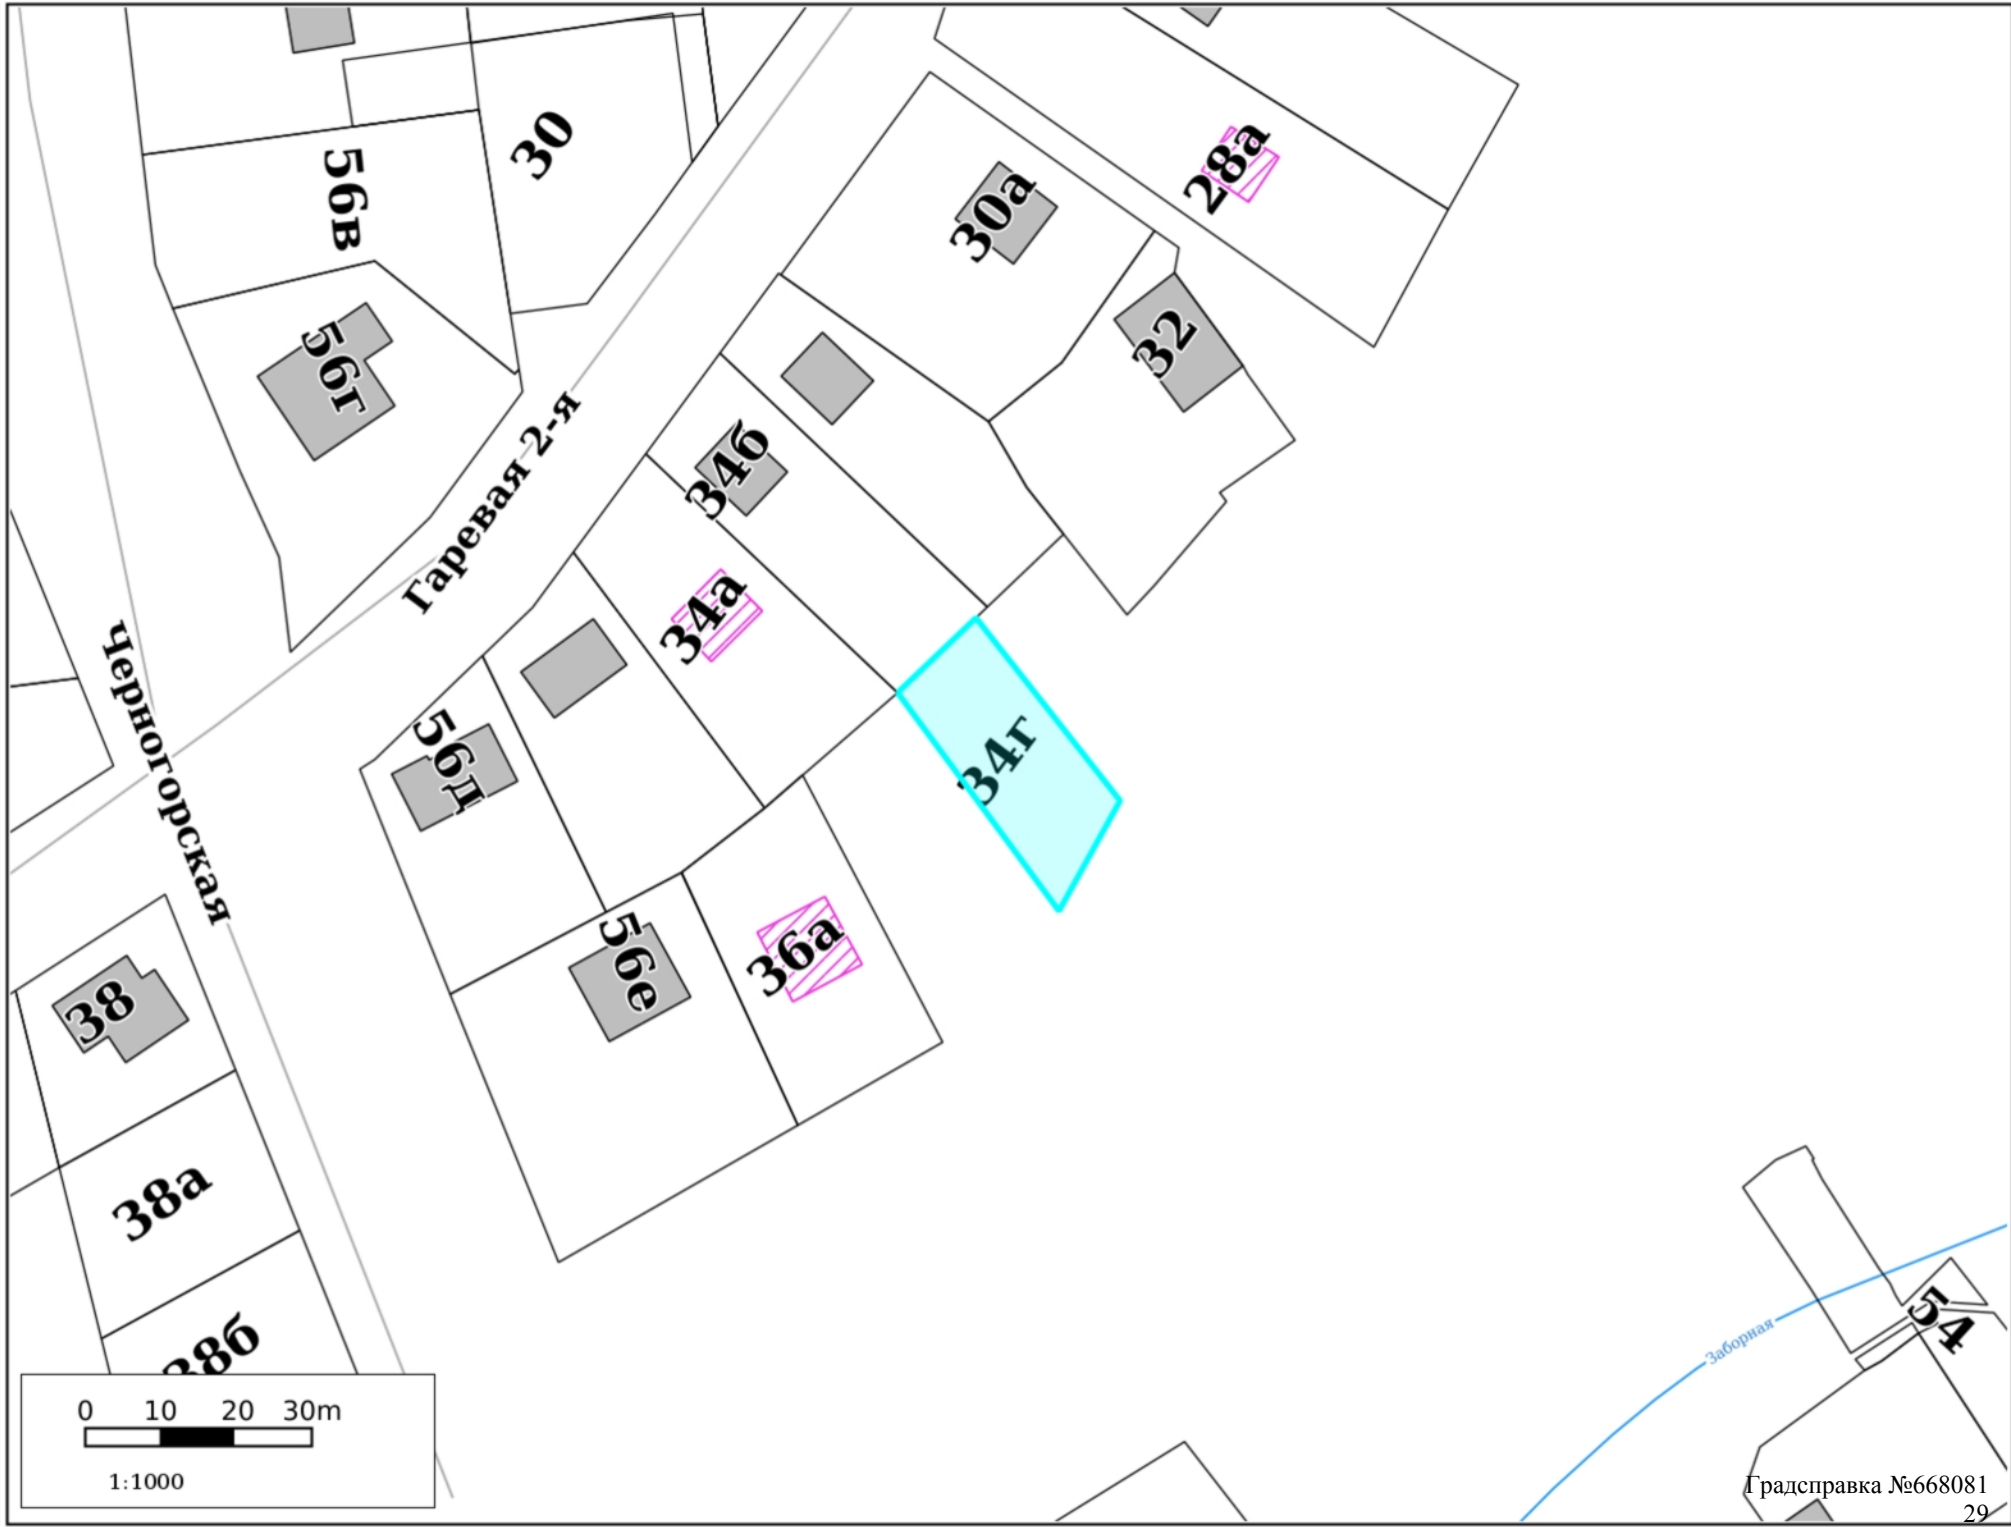 30
56в
28а
30а
56г
32
Гаревая 2-я
34б
34а
Черногорская
56д
34г
56е
36а
38
38а
38б
54
Заборная
0 10 20 30m
1:1000
Градсправка №668081
29